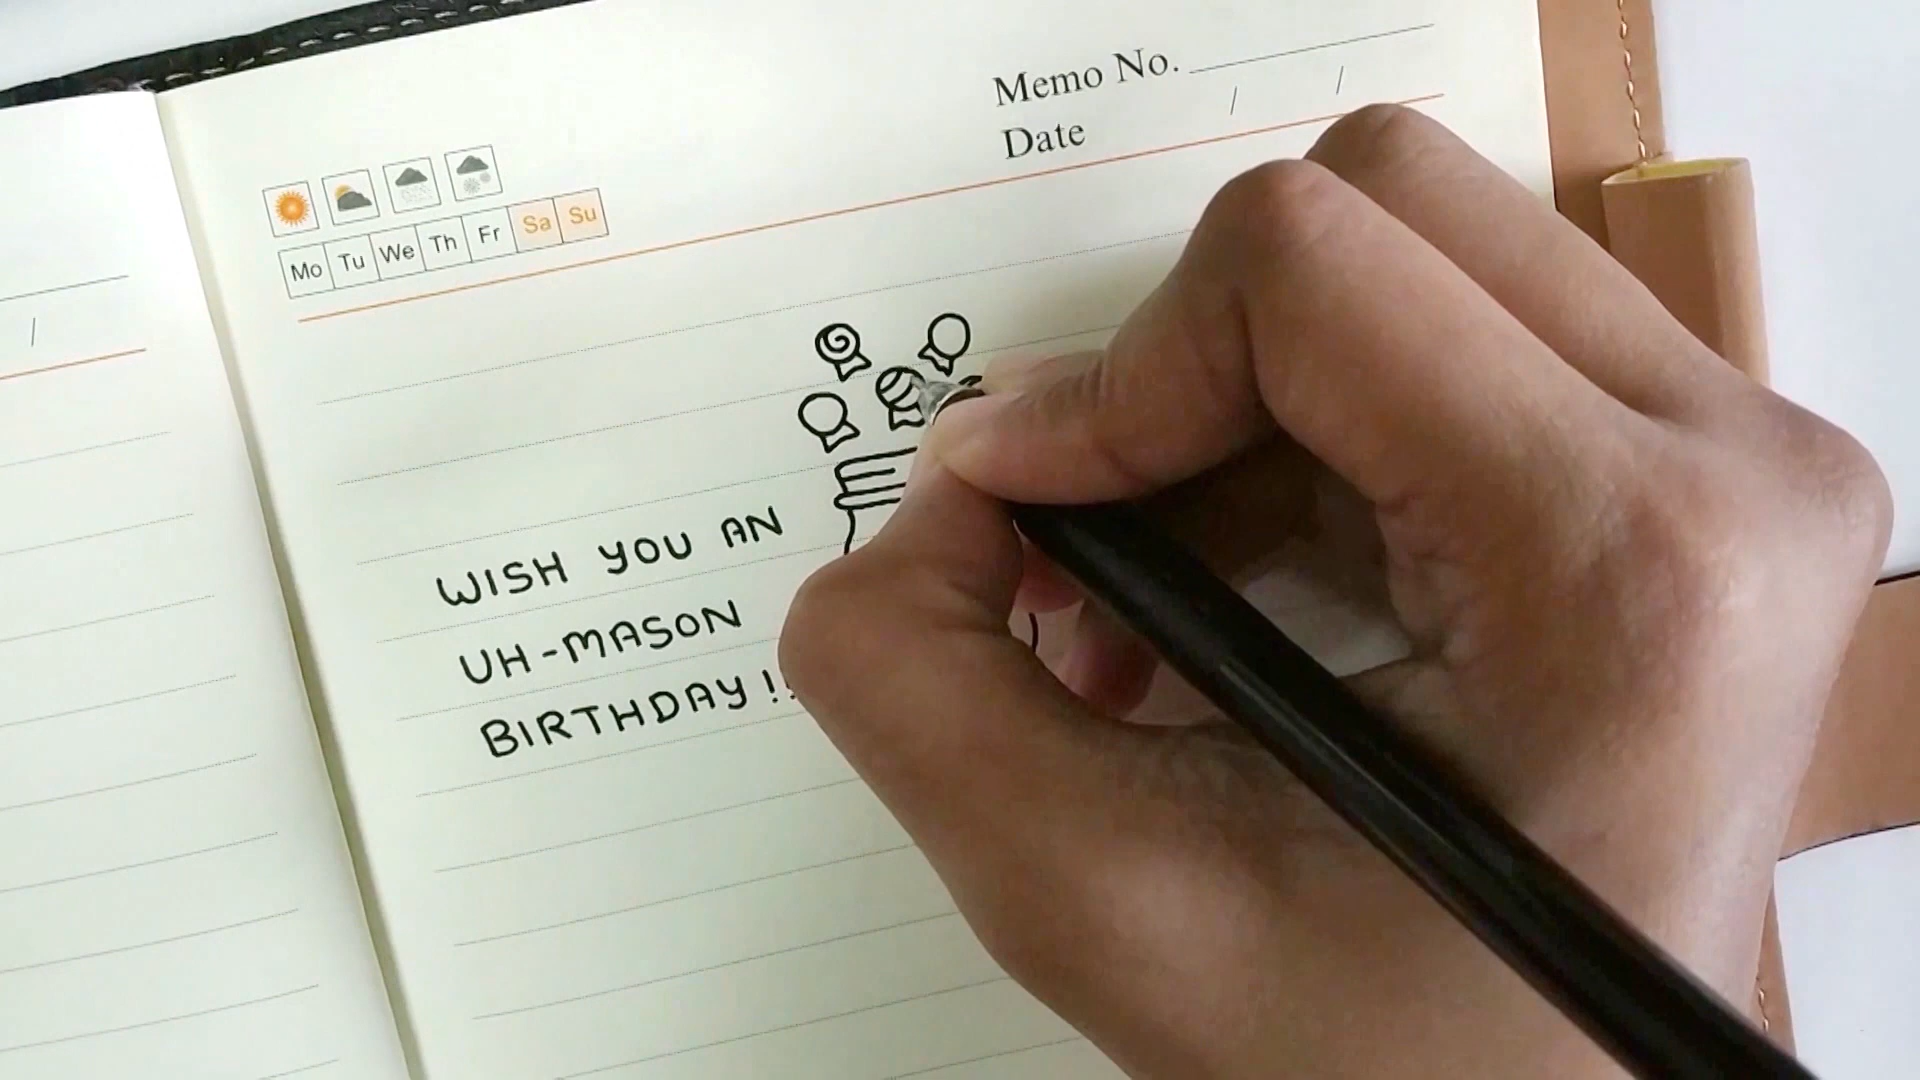 Memo No.
Date / /
Mo Tu We Th Fr Sa Su
/
WISH YOU AN
UH-MASON
BIRTHDAY!!